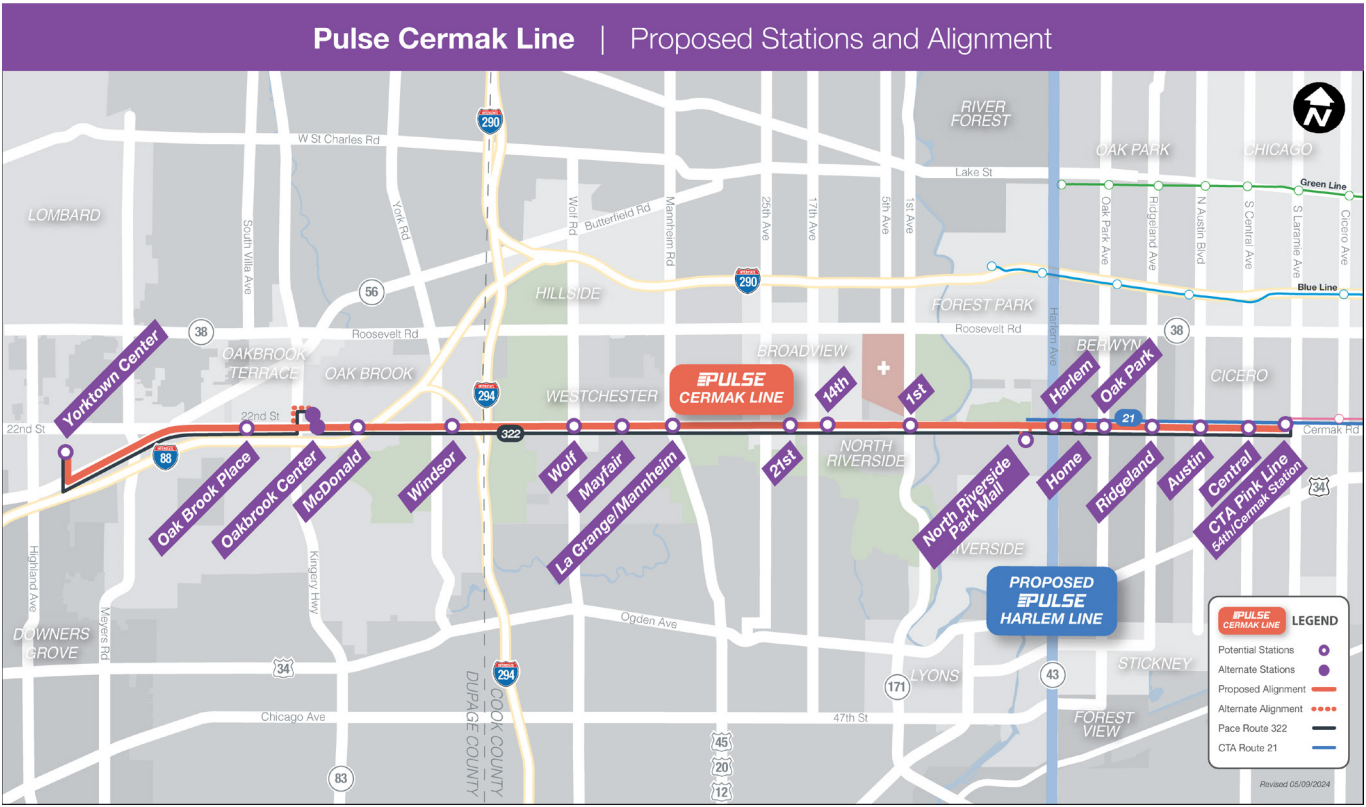 Pulse Cermak Line | Proposed Stations and Alignment
INTERSTATE
290
N
RIVER
FOREST
W St Charles Rd
OAK PARK
CHICAGO
Lake St
Green Line
LOMBARD
South Villa Ave
York Rd
Wolf Rd
Butterfield Rd
Mannheim Rd
25th Ave
17th Ave
5th Ave
1st Ave
Oak Park Ave
Ridgeland Ave
N Austin Blvd
S Central Ave
S Laramie Ave
Cicero Ave
56
HILLSIDE
INTERSTATE
290
Blue Line
FOREST PARK
Harlem Ave
38
Roosevelt Rd
Roosevelt Rd
38
Yorktown Center
OAKBROOK
TERRACE
OAK BROOK
INTERSTATE
294
WESTCHESTER
BROADVIEW
BERWYN
CICERO
PULSE
CERMAK LINE
14th
1st
Harlem
Oak Park
22nd St
22nd St
322
21
Cermak Rd
INTERSTATE
88
Oak Brook Place
Oakbrook Center
McDonald
Windsor
Wolf
Mayfair
La Grange/Mannheim
21st
NORTH
RIVERSIDE
North Riverside
Park Mall
Home
Ridgeland
Austin
Central
CTA Pink Line
54th/Cermak Station
34
RIVERSIDE
Highland Ave
Meyers Rd
Kingery Hwy
PROPOSED
PULSE
HARLEM LINE
Ogden Ave
DOWNERS
GROVE
34
INTERSTATE
294
DUPAGE COUNTY
COOK COUNTY
171
LYONS
43
STICKNEY
Chicago Ave
47th St
FOREST
VIEW
83
45
20
12
PULSE
CERMAK LINE
LEGEND
Potential Stations
Alternate Stations
Proposed Alignment
Alternate Alignment
Pace Route 322
CTA Route 21
Revised 05/09/2024